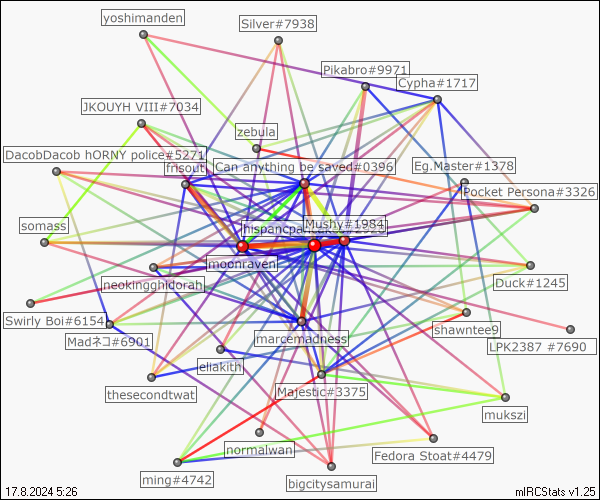 yoshimanden
Silver#7938
Pikabro#9971
Cypha#1717
JKOUYH VIII#7034
zebula
DacobDacob hORNY police#5271
frisout
Can anything be saved#0396
Eg.Master#1378
Pocket Persona#3326
somass
Mushy#1984
moonraven
neokingghidorah
Duck#1245
Swirly Boi#6154
Madネコ#6901
marcemadness
shawntee9
LPK2387 #7690
eliakith
thesecondtwat
Majestic#3375
mukszi
normalwan
Fedora Stoat#4479
ming#4742
bigcitysamurai
17.8.2024 5:26
mIRCStats v1.25